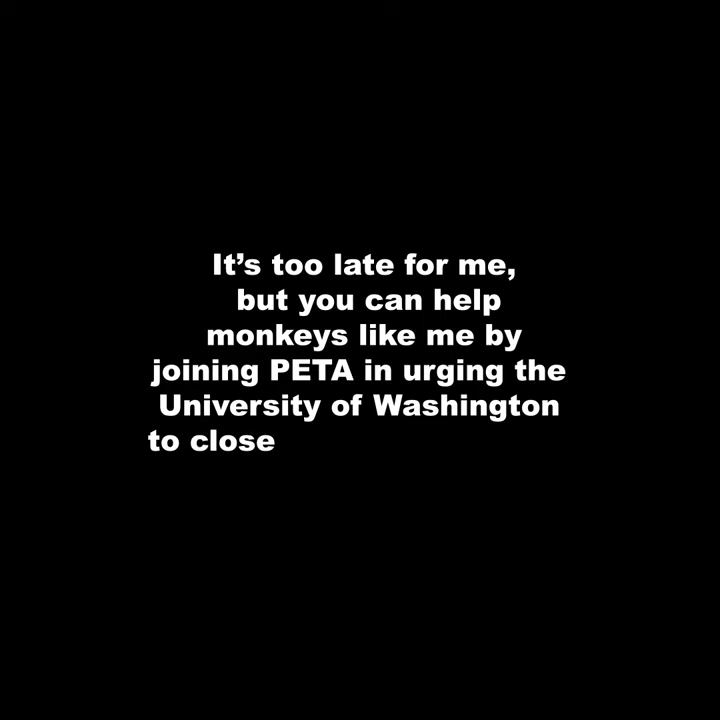 It’s too late for me,
but you can help
monkeys like me by
joining PETA in urging the
University of Washington
to close